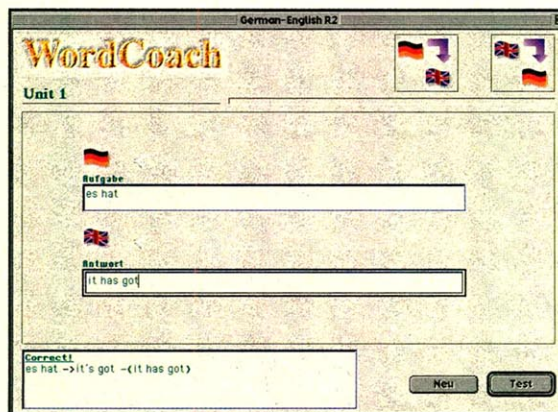 German-English R2
WordCoach
Unit 1
Aufgabe
es hat
Antwort
it has got
Correct!
es hat ->it's got -(it has got)
Neu
Test